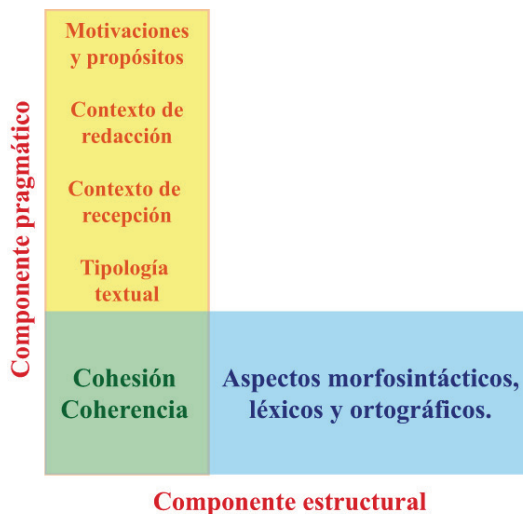 Componente pragmático
Motivaciones
y propósitos
Contexto de
redacción
Contexto de
recepción
Tipología
textual
Cohesión
Coherencia
Aspectos morfosintácticos,
léxicos y ortográficos.
Componente estructural